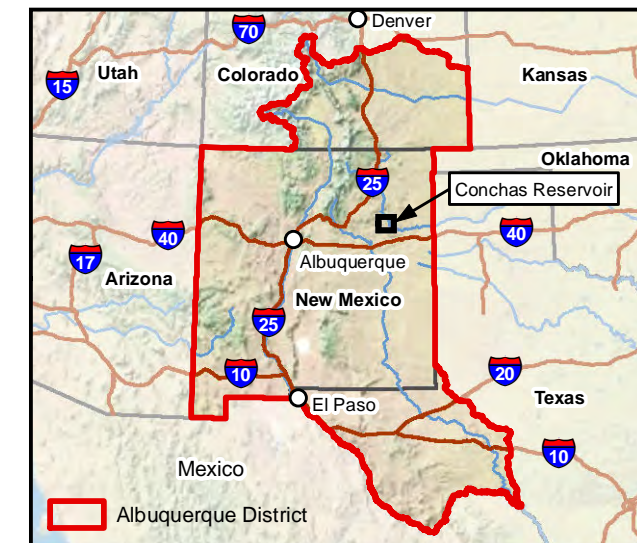 Denver
70
Utah
Colorado
Kansas
15
Oklahoma
25
Conchas Reservoir
40
40
17
Albuquerque
Arizona
New Mexico
25
10
20
Texas
El Paso
10
Mexico
Albuquerque District